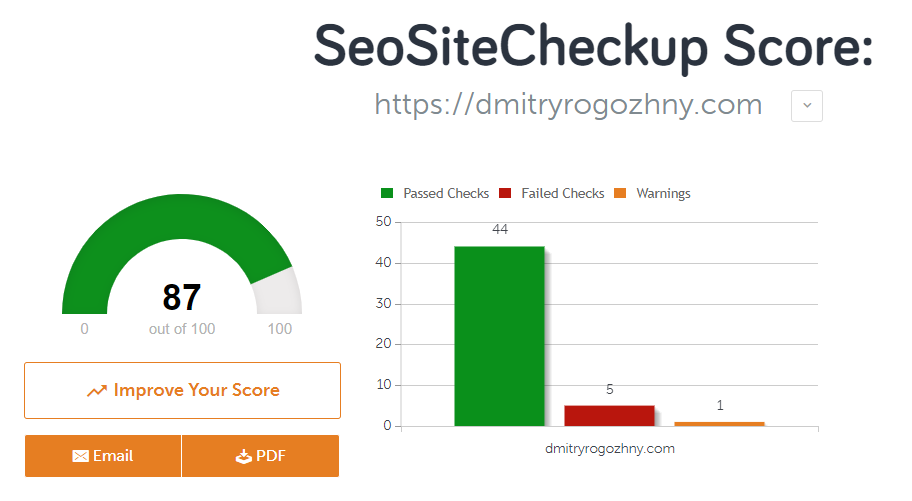 SeoSiteCheckup Score:
https://dmitryrogozhny.com
87
0 out of 100 100
Improve Your Score
Email PDF
Passed Checks Failed Checks Warnings
50
40
30
20
10
0
44
5
1
dmitryrogozhny.com